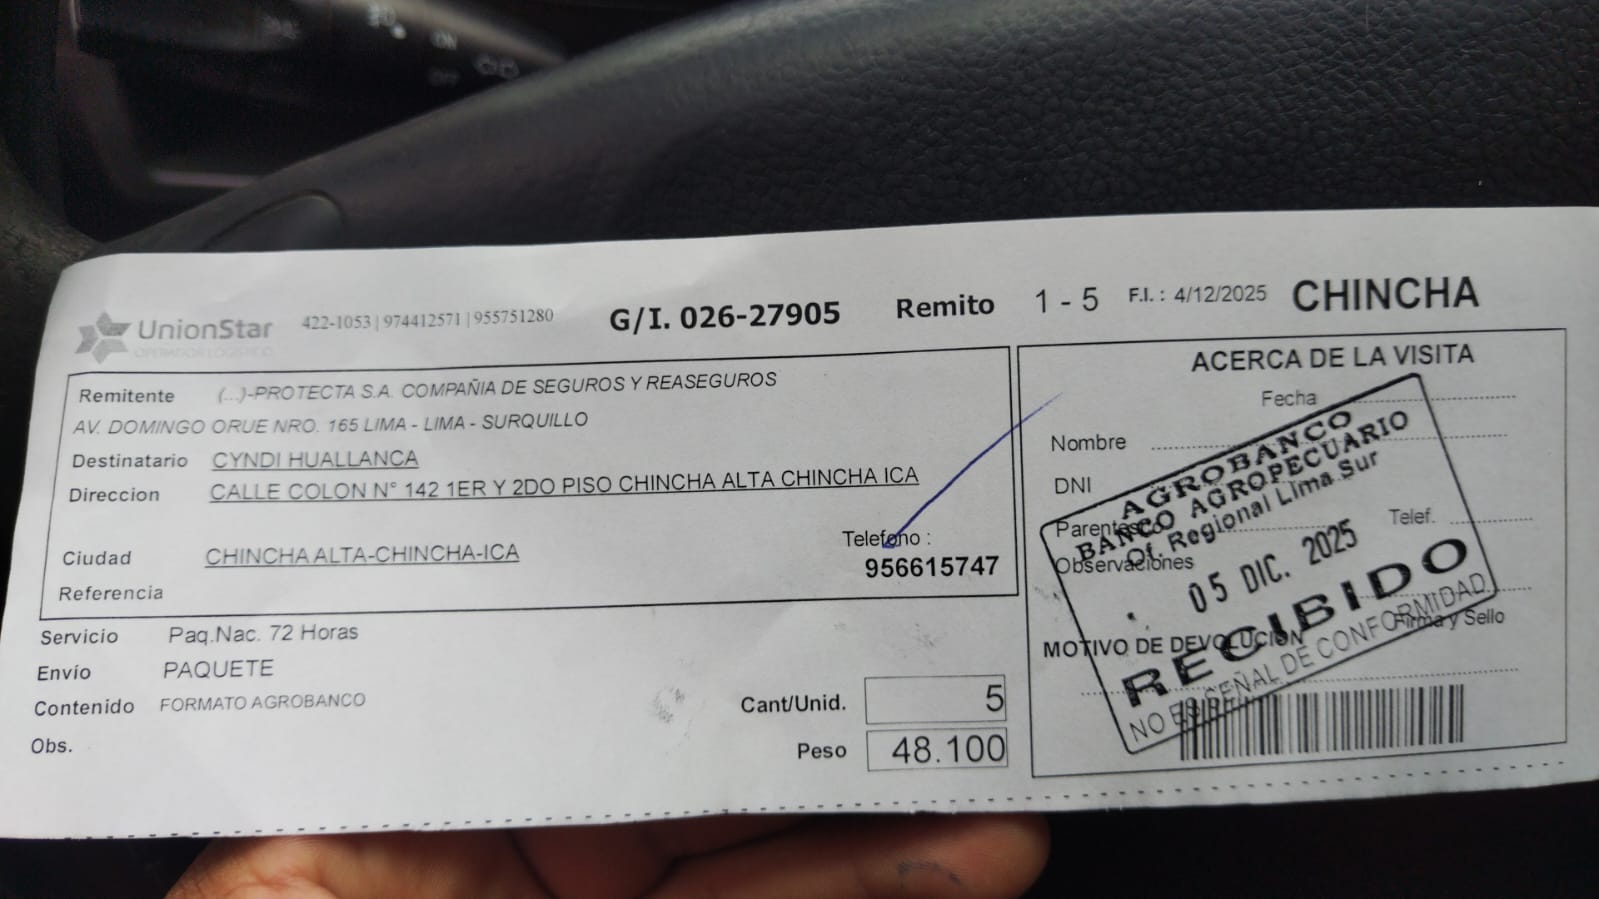 UnionStar
OPERADOR LOGISTICO
422-1053 | 974412571 | 955751280
G/I. 026-27905
Remito 1 - 5
F.I. : 4/12/2025
CHINCHA
Remitente (...)-PROTECTA S.A. COMPAÑIA DE SEGUROS Y REASEGUROS
AV. DOMINGO ORUE NRO. 165 LIMA - LIMA - SURQUILLO
Destinatario CYNDI HUALLANCA
Direccion CALLE COLON N° 142 1ER Y 2DO PISO CHINCHA ALTA CHINCHA ICA
Telefono :
Ciudad CHINCHA ALTA-CHINCHA-ICA
956615747
Referencia
Servicio Paq.Nac. 72 Horas
Envío PAQUETE
Contenido FORMATO AGROBANCO
Obs.
Cant/Unid. 5
Peso 48.100
ACERCA DE LA VISITA
Fecha
Nombre
DNI
Parentesco
Telef.
Observaciones
Firma y Sello
MOTIVO DE DEVOLUCION
AGROBANCO
BANCO AGROPECUARIO
Of. Regional Lima Sur
05 DIC. 2025
RECIBIDO
NO ES SEÑAL DE CONFORMIDAD
ON
OFF